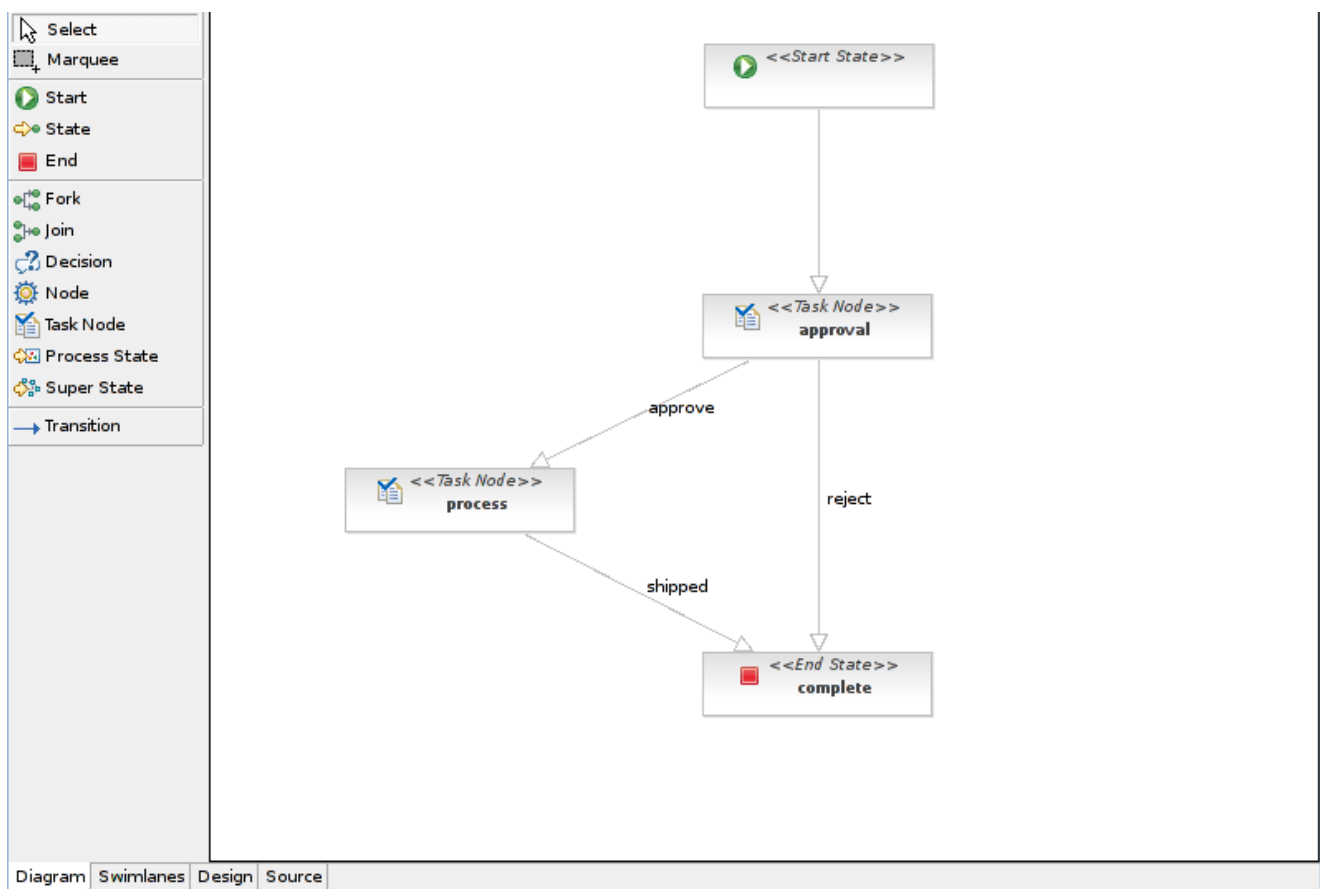 Select
Marquee
Start
State
End
Fork
Join
Decision
Node
Task Node
Process State
Super State
Transition
<<Start State>>
<<Task Node>>
approval
approve
<<Task Node>>
process
reject
shipped
<<End State>>
complete
Diagram Swimlanes Design Source